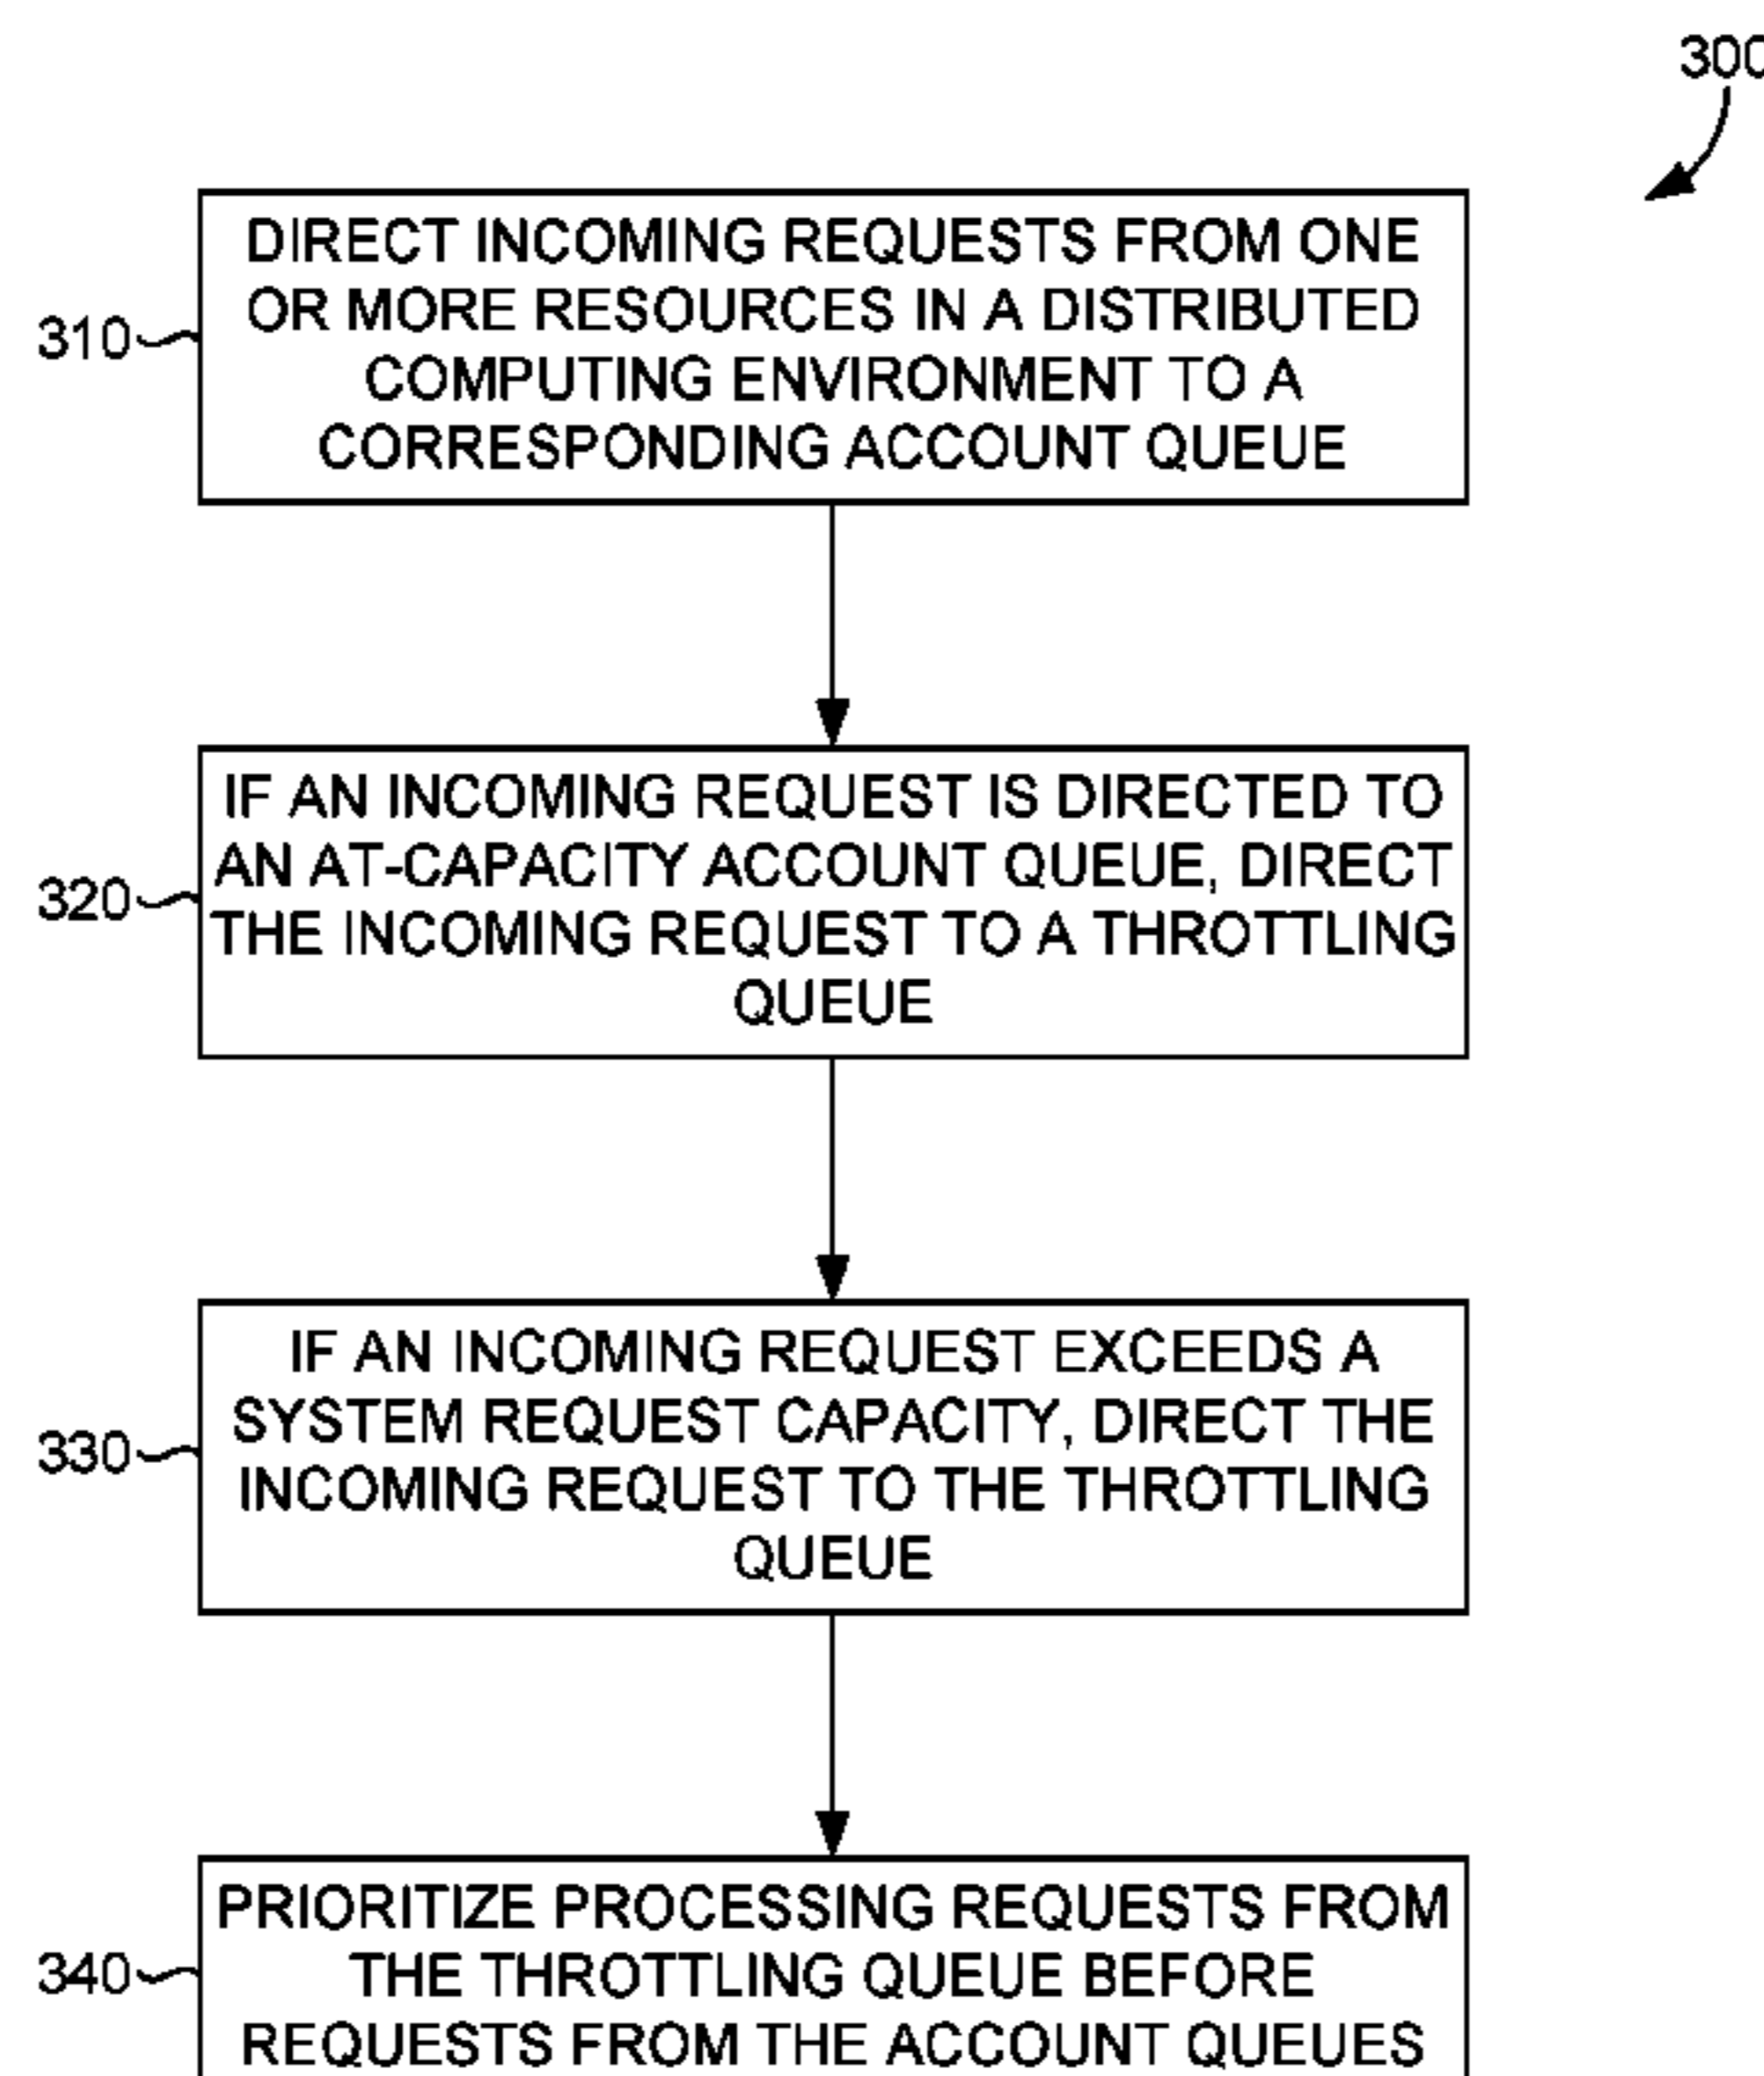 300
DIRECT INCOMING REQUESTS FROM ONE
OR MORE RESOURCES IN A DISTRIBUTED
310
COMPUTING ENVIRONMENT TO A
CORRESPONDING ACCOUNT QUEUE
IF AN INCOMING REQUEST IS DIRECTED TO
AN AT-CAPACITY ACCOUNT QUEUE, DIRECT
320
THE INCOMING REQUEST TO A THROTTLING
QUEUE
IF AN INCOMING REQUEST EXCEEDS A
SYSTEM REQUEST CAPACITY, DIRECT THE
330
INCOMING REQUEST TO THE THROTTLING
QUEUE
PRIORITIZE PROCESSING REQUESTS FROM
340
THE THROTTLING QUEUE BEFORE
REQUESTS FROM THE ACCOUNT QUEUES